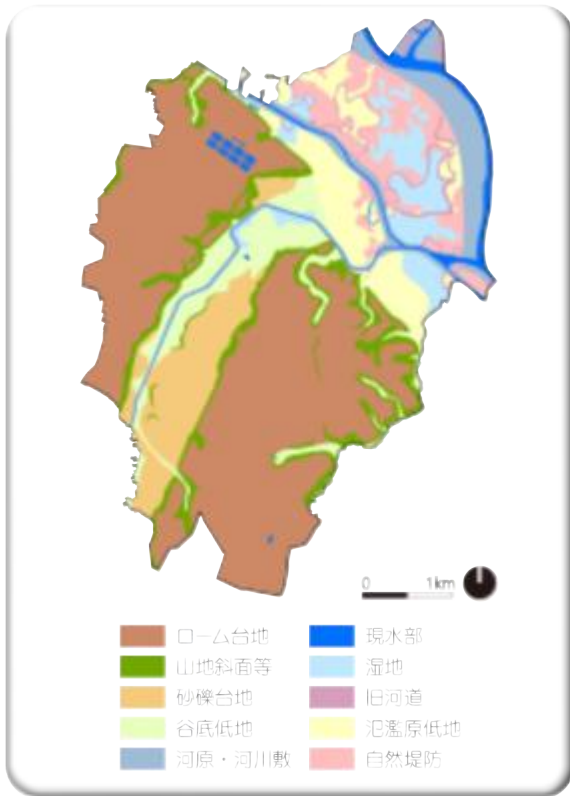 0 1km
ローム台地
山地斜面等
砂礫台地
谷底低地
河原・河川敷
現水部
湿地
旧河道
氾濫原低地
自然堤防